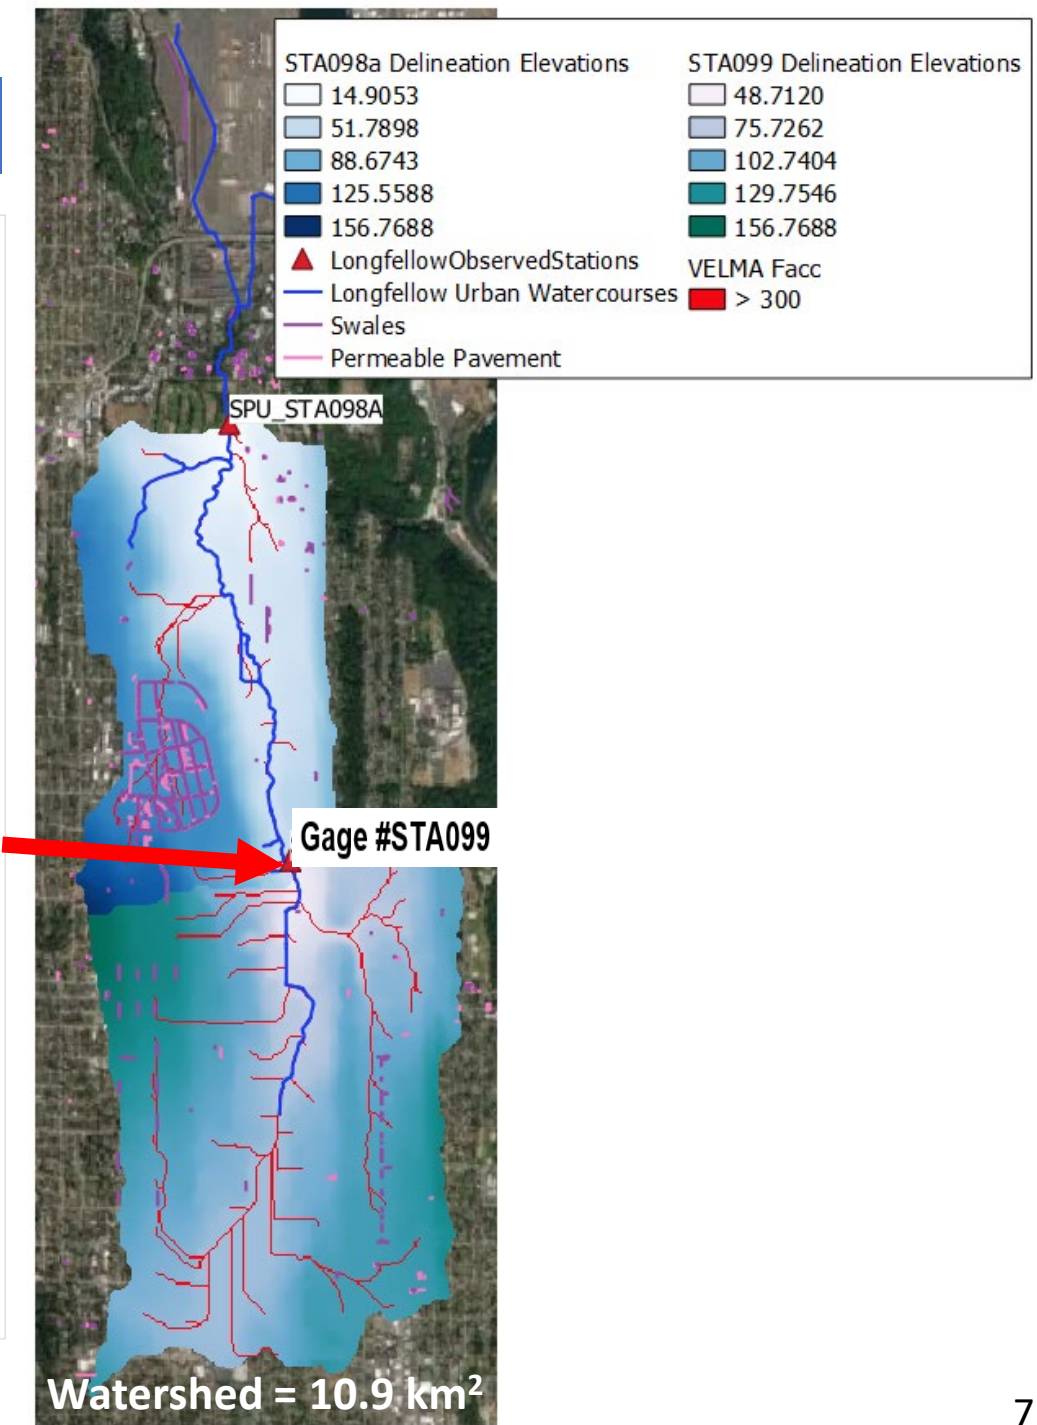 STA098a Delineation Elevations
14.9053
51.7898
88.6743
125.5588
156.7688
LongfellowObservedStations
Longfellow Urban Watercourses
Swales
Permeable Pavement
STA099 Delineation Elevations
48.7120
75.7262
102.7404
129.7546
156.7688
VELMA Facc
> 300
SPU_STA098A
Gage #STA099
Watershed = 10.9 km²
7